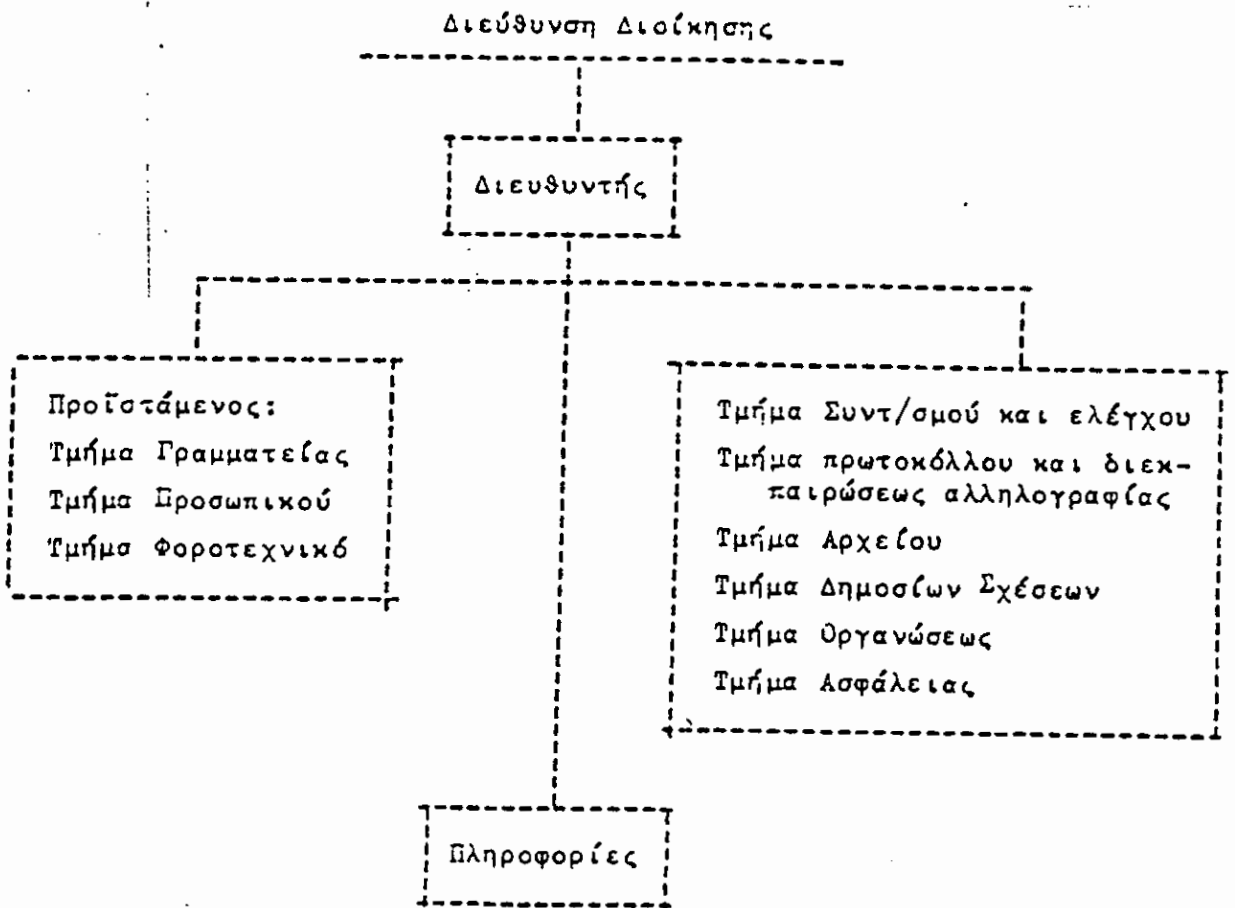 Διεύθυνση Διοίκησης
Διευθυντής
Προϊστάμενος:
Τμήμα Γραμματείας
Τμήμα Προσωπικού
Τμήμα Φοροτεχνικό
Τμήμα Συντ/σμού και ελέγχου
Τμήμα πρωτοκόλλου και διεκ-
παιρώσεως αλληλογραφίας
Τμήμα Αρχείου
Τμήμα Δημοσίων Σχέσεων
Τμήμα Οργανώσεως
Τμήμα Ασφάλειας
Πληροφορίες